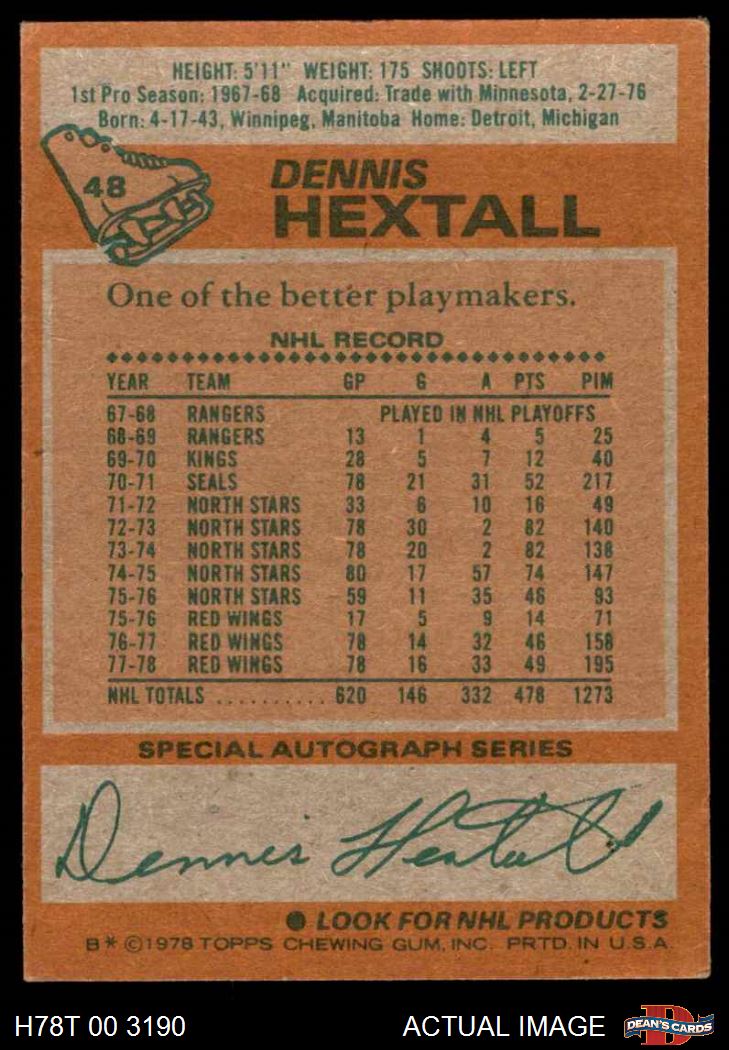 HEIGHT: 5'11" WEIGHT: 175 SHOOTS: LEFT
1st Pro Season: 1967-68 Acquired: Trade with Minnesota, 2-27-76
Born: 4-17-43, Winnipeg, Manitoba Home: Detroit, Michigan
48
DENNIS
HEXTALL
One of the better playmakers.
NHL RECORD
YEAR TEAM GP G A PTS PIM
67-68 RANGERS PLAYED IN NHL PLAYOFFS
68-69 RANGERS 13 1 4 5 25
69-70 KINGS 28 5 7 12 40
70-71 SEALS 78 21 31 52 217
71-72 NORTH STARS 33 6 10 16 49
72-73 NORTH STARS 78 30 2 82 140
73-74 NORTH STARS 78 20 2 82 138
74-75 NORTH STARS 80 17 57 74 147
75-76 NORTH STARS 59 11 35 46 93
75-76 RED WINGS 17 5 9 14 71
76-77 RED WINGS 78 14 32 46 158
77-78 RED WINGS 78 16 33 49 195
NHL TOTALS .......... 620 146 332 478 1273
SPECIAL AUTOGRAPH SERIES
Dennis Hextall
● LOOK FOR NHL PRODUCTS
B* ©1978 TOPPS CHEWING GUM, INC. PRTD. IN U.S.A.
H78T 00 3190 ACTUAL IMAGE DEAN'S CARDS